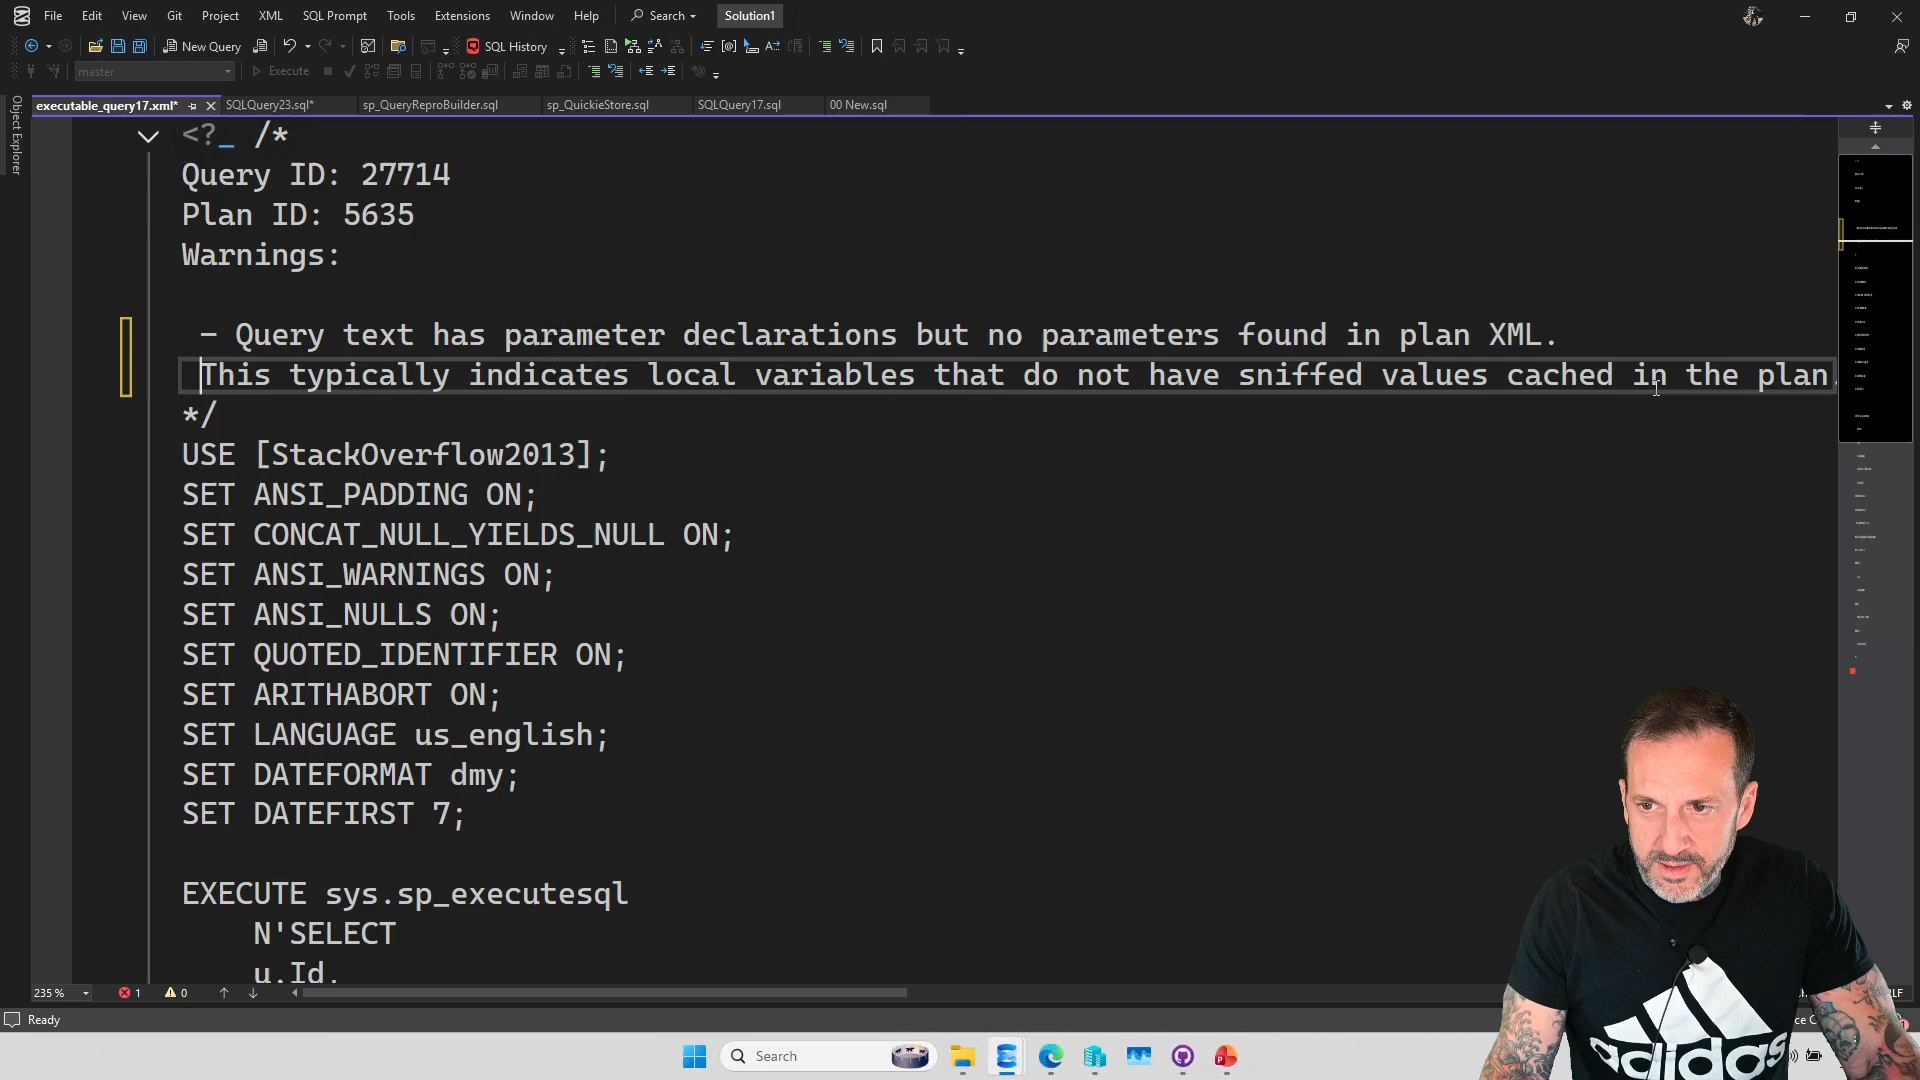 File Edit View Git Project XML SQL Prompt Tools Extensions Window Help Search Solution1
New Query SQL History
master Execute
executable_query17.xml* SQLQuery23.sql* sp_QueryReproBuilder.sql sp_QuickieStore.sql SQLQuery17.sql 00 New.sql
Object Explorer
<?_ /*
Query ID: 27714
Plan ID: 5635
Warnings:
- Query text has parameter declarations but no parameters found in plan XML.
This typically indicates local variables that do not have sniffed values cached in the plan.
*/
USE [StackOverflow2013];
SET ANSI_PADDING ON;
SET CONCAT_NULL_YIELDS_NULL ON;
SET ANSI_WARNINGS ON;
SET ANSI_NULLS ON;
SET QUOTED_IDENTIFIER ON;
SET ARITHABORT ON;
SET LANGUAGE us_english;
SET DATEFORMAT dmy;
SET DATEFIRST 7;
EXECUTE sys.sp_executesql
N'SELECT
u.Id,
235 % 1 0
Ready
Search
adidas